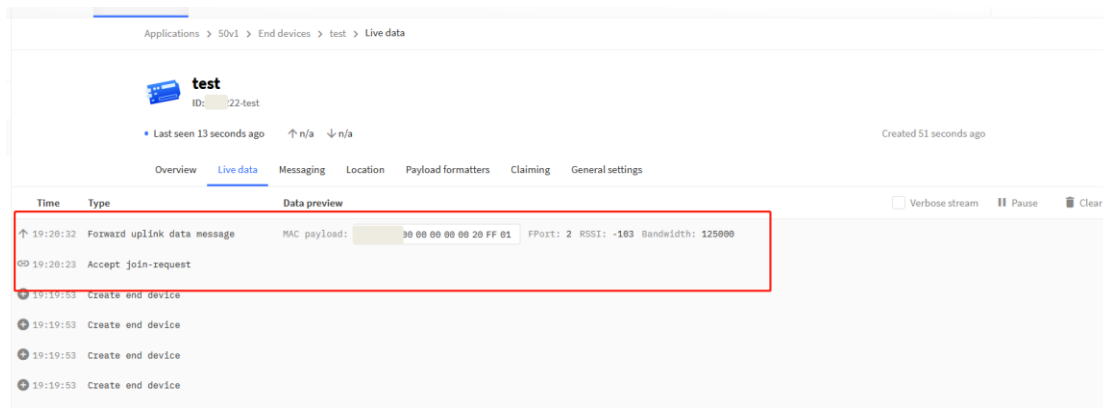 Applications > 50v1 > End devices > test > Live data
test
ID: :22-test
• Last seen 13 seconds ago ↑ n/a ↓ n/a Created 51 seconds ago
Overview Live data Messaging Location Payload formatters Claiming General settings
Time Type Data preview Verbose stream Pause Clear
↑ 19:20:32 Forward uplink data message MAC payload: 00 00 00 00 00 20 FF 01 FPort: 2 RSSI: -103 Bandwidth: 125000
19:20:23 Accept join-request
19:19:53 Create end device
19:19:53 Create end device
19:19:53 Create end device
19:19:53 Create end device